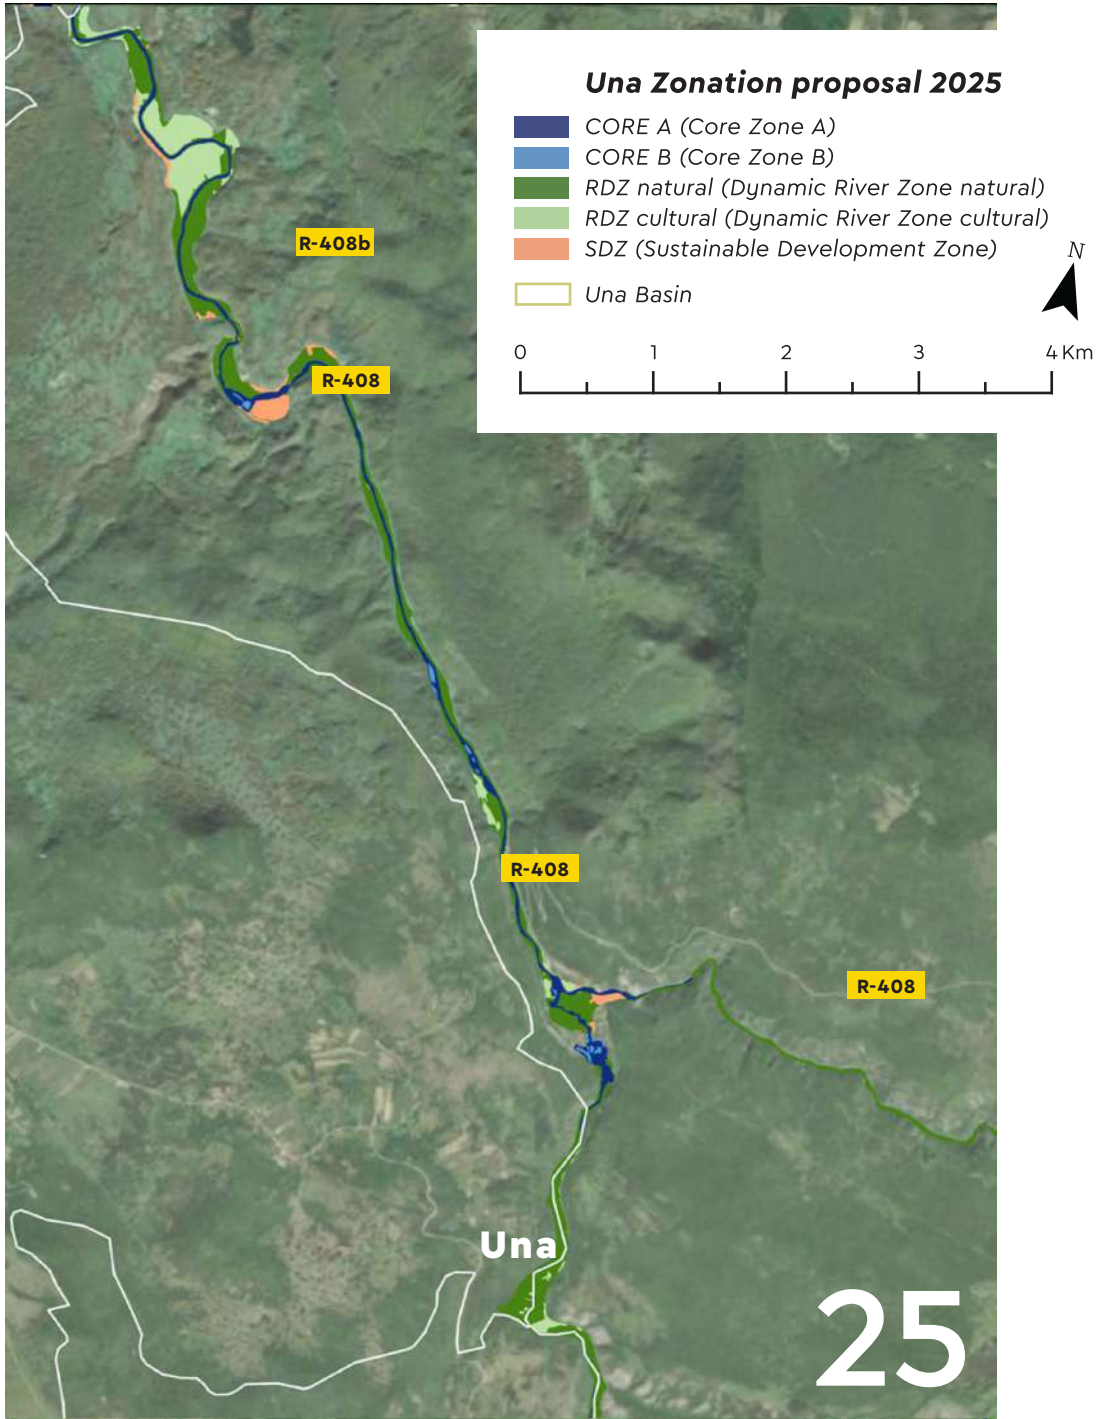 Una Zonation proposal 2025
CORE A (Core Zone A)
CORE B (Core Zone B)
RDZ natural (Dynamic River Zone natural)
RDZ cultural (Dynamic River Zone cultural)
SDZ (Sustainable Development Zone)
Una Basin
N
0 1 2 3 4 Km
R-408b
R-408
R-408
R-408
Una
25